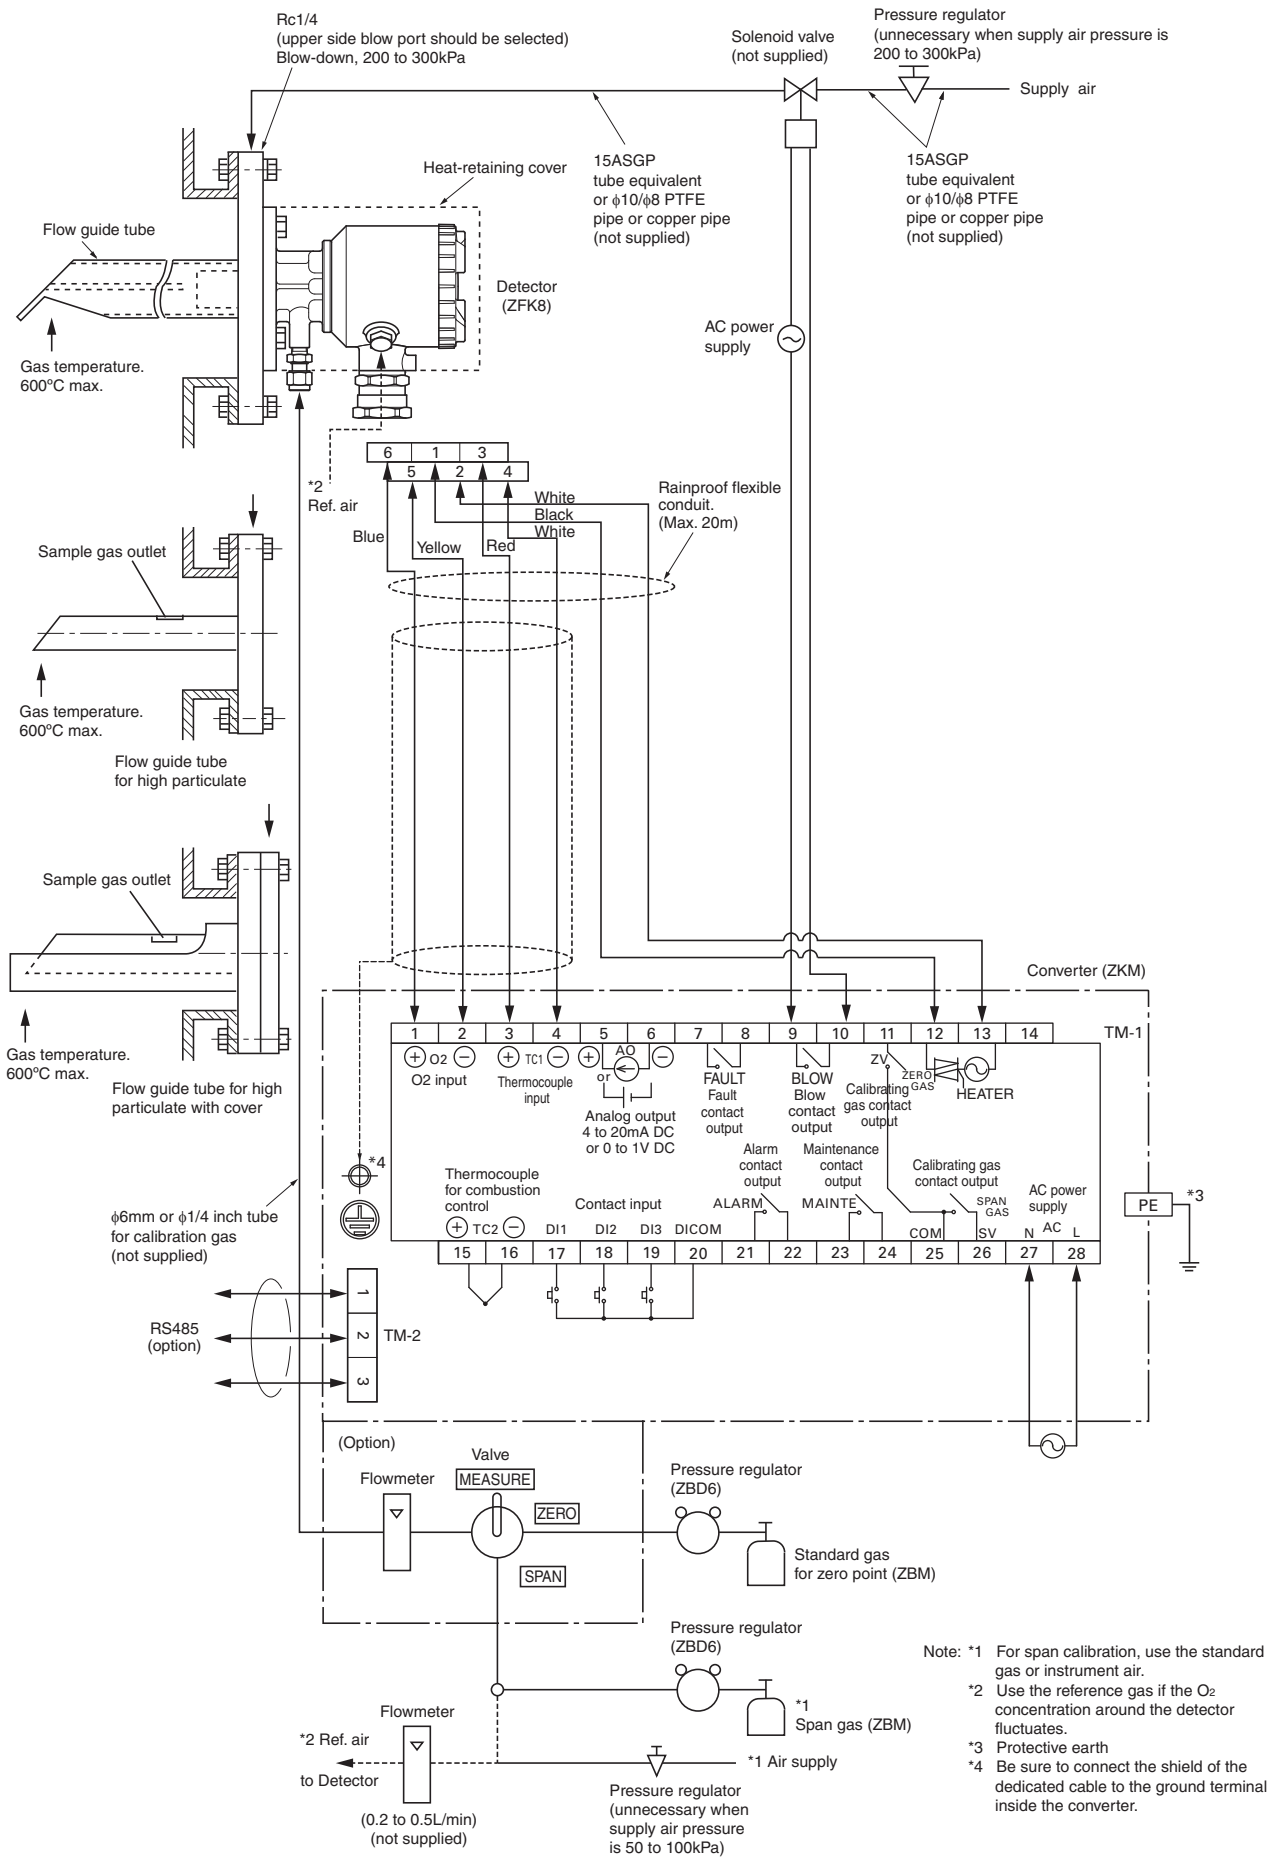 Rc1/4
(upper side blow port should be selected)
Blow-down, 200 to 300kPa
Solenoid valve
(not supplied)
Pressure regulator
(unnecessary when supply air pressure is
200 to 300kPa)
Supply air
Heat-retaining cover
15ASGP
tube equivalent
or ϕ10/ϕ8 PTFE
pipe or copper pipe
(not supplied)
15ASGP
tube equivalent
or ϕ10/ϕ8 PTFE
pipe or copper pipe
(not supplied)
Flow guide tube
Detector
(ZFK8)
AC power
supply
Gas temperature.
600ºC max.
6 1 3
5 2 4
*2
Ref. air
White
Black
White
Blue
Yellow
Red
Rainproof flexible
conduit.
(Max. 20m)
Sample gas outlet
Gas temperature.
600ºC max.
Flow guide tube
for high particulate
Sample gas outlet
Gas temperature.
600ºC max.
Flow guide tube for high
particulate with cover
Converter (ZKM)
1 2 3 4 5 6 7 8 9 10 11 12 13 14
TM-1
+ O2 −
O2 input
+ TC1 −
Thermocouple
input
+ AO −
or
Analog output
4 to 20mA DC
or 0 to 1V DC
FAULT
Fault
contact
output
BLOW
Blow
contact
output
ZV
ZERO
GAS
Calibrating
gas contact
output
HEATER
*4
Thermocouple
for combustion
control
+ TC2 −
Contact input
DI1 DI2 DI3 DICOM
Alarm
contact
output
ALARM
Maintenance
contact
output
MAINTE
Calibrating gas
contact output
SPAN
GAS
COM
SV
AC power
supply
N AC L
15 16 17 18 19 20 21 22 23 24 25 26 27 28
PE
*3
ϕ6mm or ϕ1/4 inch tube
for calibration gas
(not supplied)
RS485
(option)
1
2
3
TM-2
(Option)
Flowmeter
Valve
MEASURE
ZERO
SPAN
Pressure regulator
(ZBD6)
Standard gas
for zero point (ZBM)
Pressure regulator
(ZBD6)
*1
Span gas (ZBM)
Flowmeter
*2 Ref. air
to Detector
(0.2 to 0.5L/min)
(not supplied)
*1 Air supply
Pressure regulator
(unnecessary when
supply air pressure
is 50 to 100kPa)
Note: *1 For span calibration, use the standard
gas or instrument air.
*2 Use the reference gas if the O2
concentration around the detector
fluctuates.
*3 Protective earth
*4 Be sure to connect the shield of the
dedicated cable to the ground terminal
inside the converter.